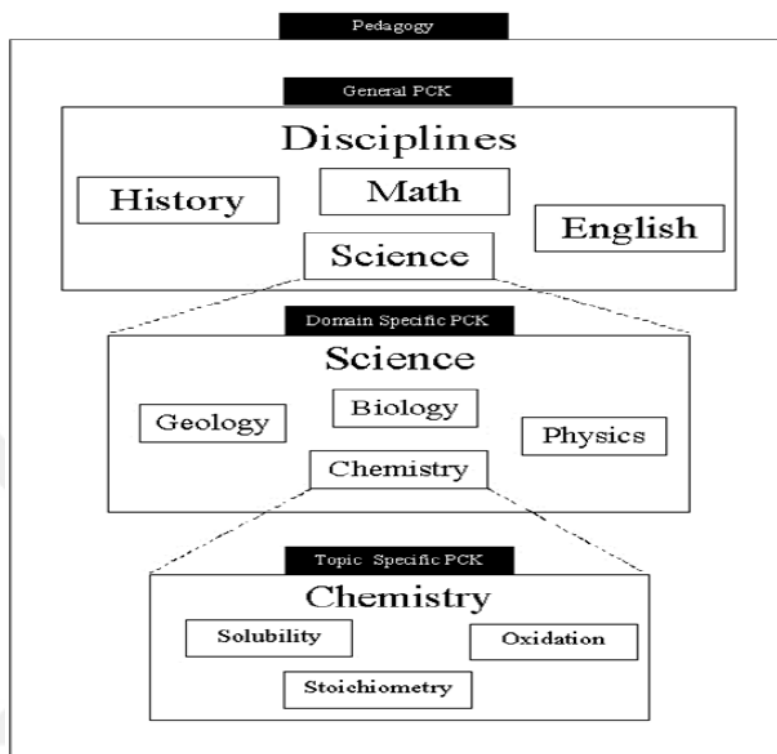 Pedagogy
General PCK
Disciplines
History
Math
English
Science
Domain Specific PCK
Science
Geology
Biology
Physics
Chemistry
Topic Specific PCK
Chemistry
Solubility
Oxidation
Stoichiometry